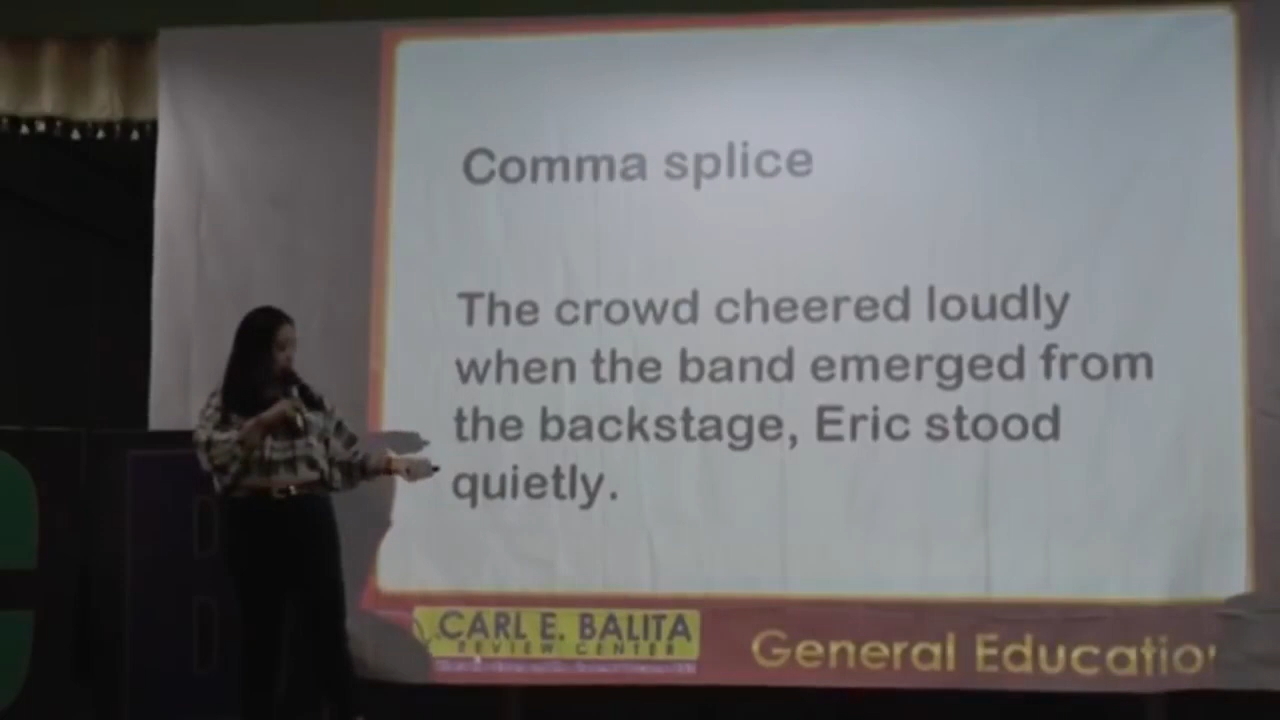 Comma splice
The crowd cheered loudly
when the band emerged from
the backstage, Eric stood
quietly.
CARL E. BALITA
REVIEW CENTER
General Education